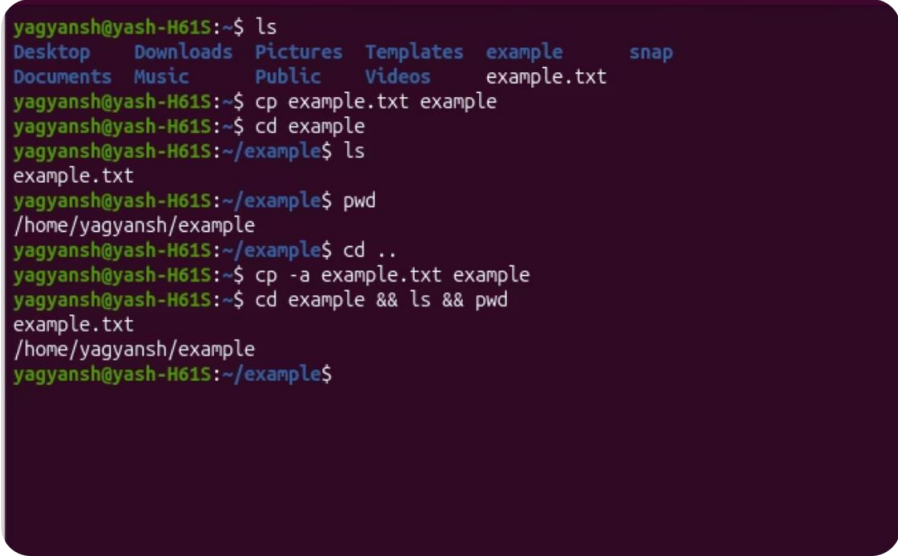 yagyansh@yash-H61S:~$ ls
Desktop    Downloads  Pictures  Templates  example      snap
Documents  Music      Public    Videos     example.txt
yagyansh@yash-H61S:~$ cp example.txt example
yagyansh@yash-H61S:~$ cd example
yagyansh@yash-H61S:~/example$ ls
example.txt
yagyansh@yash-H61S:~/example$ pwd
/home/yagyansh/example
yagyansh@yash-H61S:~/example$ cd ..
yagyansh@yash-H61S:~$ cp -a example.txt example
yagyansh@yash-H61S:~$ cd example && ls && pwd
example.txt
/home/yagyansh/example
yagyansh@yash-H61S:~/example$